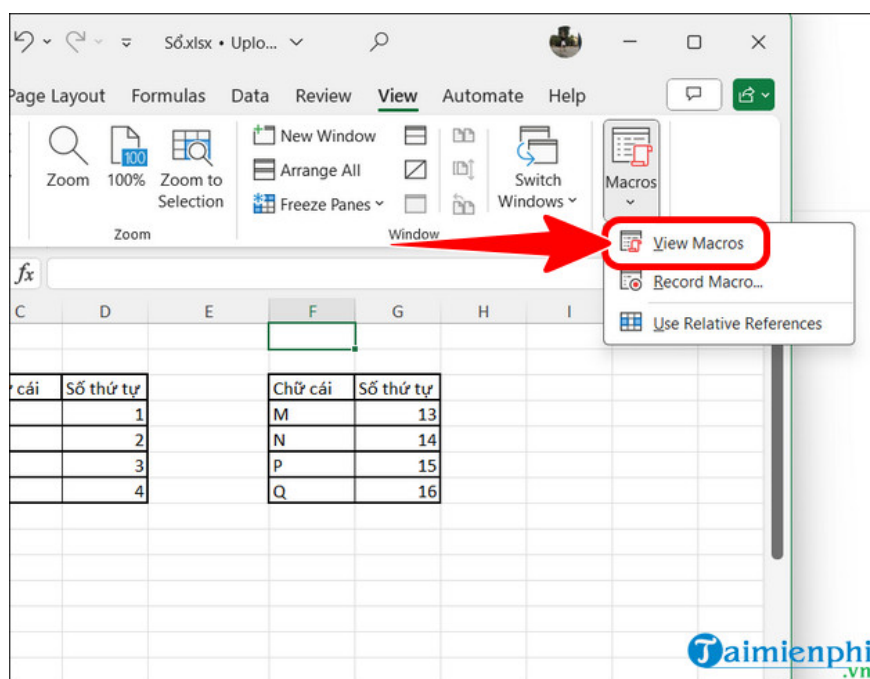 Sổ.xlsx • Uplo...
Page Layout Formulas Data Review View Automate Help
100
Zoom 100% Zoom to Selection
New Window
Arrange All
Freeze Panes
Switch Windows
Macros
Zoom
Window
View Macros
Record Macro...
Use Relative References
fx
C D E F G H I
cái Số thứ tự Chữ cái Số thứ tự
1 M 13
2 N 14
3 P 15
4 Q 16
Taimienphi
.vn